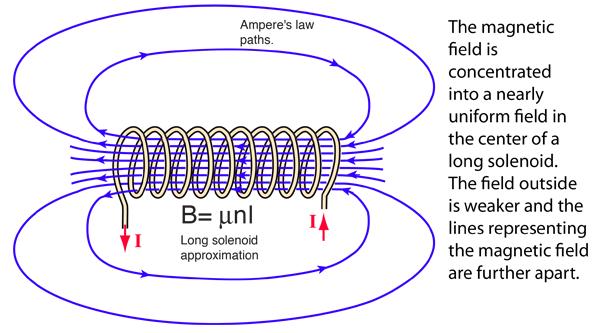 Ampere's law
paths.
I
I
B= μnI
Long solenoid
approximation
The magnetic
field is
concentrated
into a nearly
uniform field in
the center of a
long solenoid.
The field outside
is weaker and the
lines representing
the magnetic field
are further apart.